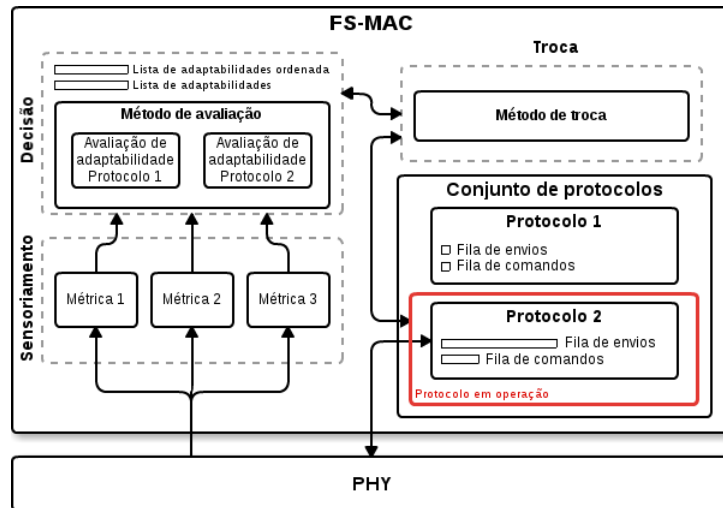 FS-MAC
Troca
Lista de adaptabilidades ordenada
Lista de adaptabilidades
Decisão
Método de avaliação
Avaliação de
adaptabilidade
Protocolo 1
Avaliação de
adaptabilidade
Protocolo 2
Método de troca
Sensoriamento
Métrica 1
Métrica 2
Métrica 3
Conjunto de protocolos
Protocolo 1
Fila de envios
Fila de comandos
Protocolo 2
Fila de envios
Fila de comandos
Protocolo em operação
PHY